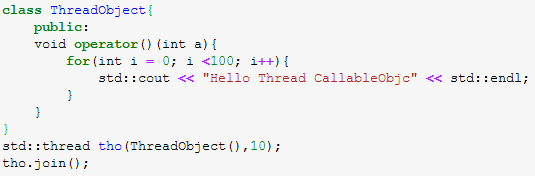 class ThreadObject{
    public:
    void operator()(int a){
        for(int i = 0; i <100; i++){
            std::cout << "Hello Thread CallableObjc" << std::endl;
        }
    }
}
std::thread tho(ThreadObject(),10);
tho.join();